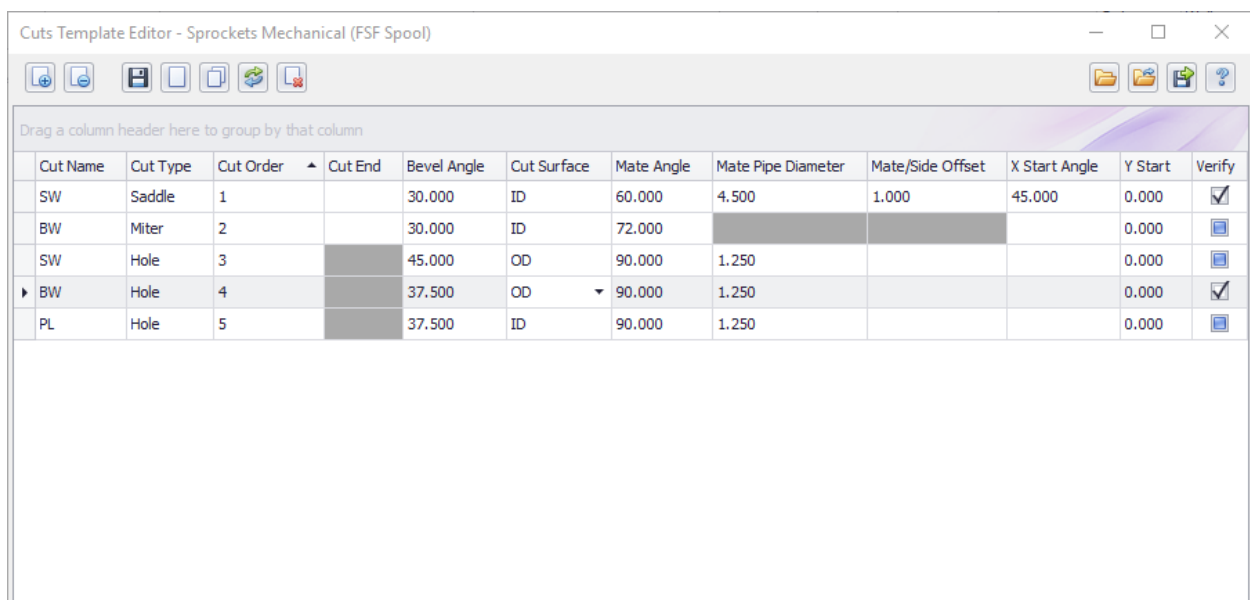 Cuts Template Editor - Sprockets Mechanical (FSF Spool)
Drag a column header here to group by that column
Cut Name Cut Type Cut Order Cut End Bevel Angle Cut Surface Mate Angle Mate Pipe Diameter Mate/Side Offset X Start Angle Y Start Verify
SW Saddle 1 30.000 ID 60.000 4.500 1.000 45.000 0.000
BW Miter 2 30.000 ID 72.000 0.000
SW Hole 3 45.000 OD 90.000 1.250 0.000
BW Hole 4 37.500 OD 90.000 1.250 0.000
PL Hole 5 37.500 ID 90.000 1.250 0.000